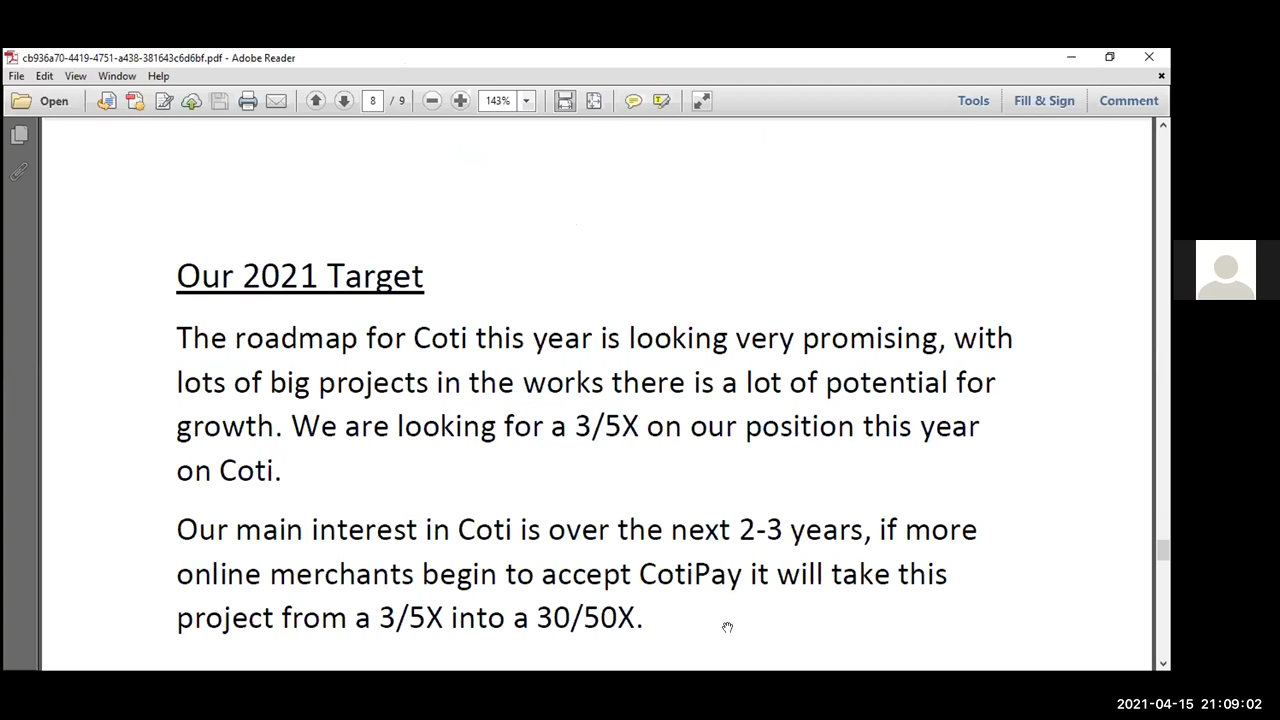 cb936a70-4419-4751-a438-381643c6d6bf.pdf - Adobe Reader
File Edit View Window Help
Open 8 / 9 143% Tools Fill & Sign Comment
Our 2021 Target
The roadmap for Coti this year is looking very promising, with
lots of big projects in the works there is a lot of potential for
growth. We are looking for a 3/5X on our position this year
on Coti.
Our main interest in Coti is over the next 2-3 years, if more
online merchants begin to accept CotiPay it will take this
project from a 3/5X into a 30/50X.
2021-04-15 21:09:02